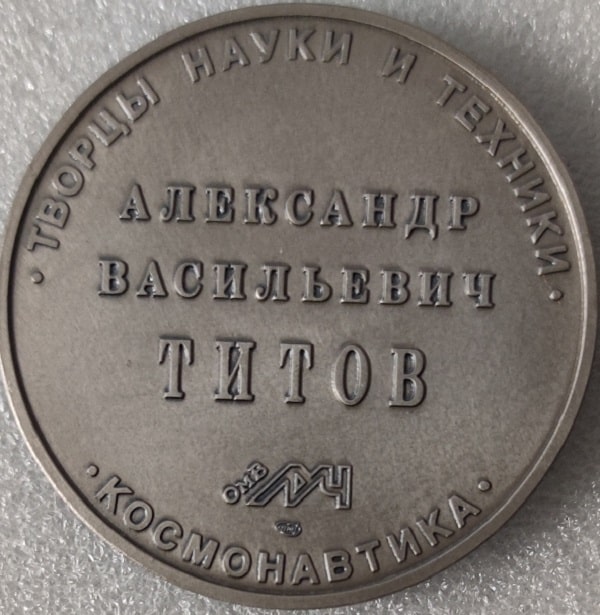 · ТВОРЦЫ НАУКИ И ТЕХНИКИ ·
АЛЕКСАНДР
ВАСИЛЬЕВИЧ
ТИТОВ
· КОСМОНАВТИКА ·